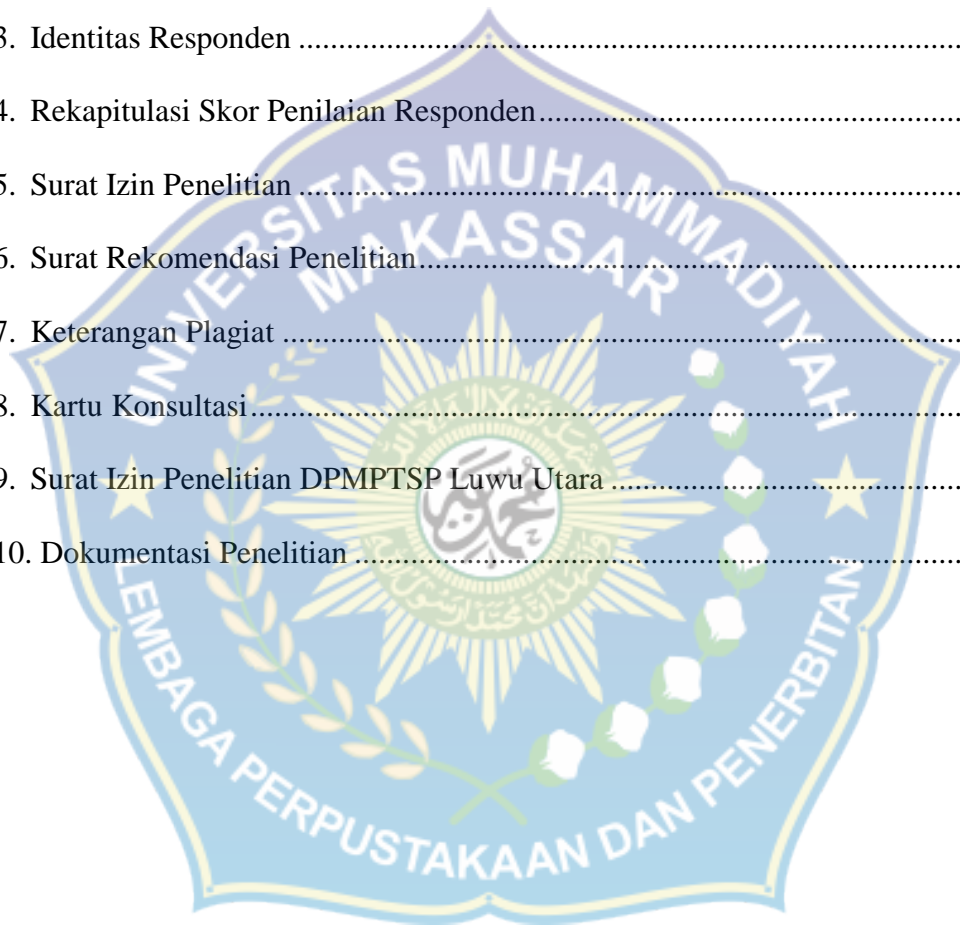 3. Identitas Responden ....................................................................................
4. Rekapitulasi Skor Penilaian Responden ......................................................
5. Surat Izin Penelitian ....................................................................................
6. Surat Rekomendasi Penelitian .....................................................................
7. Keterangan Plagiat ......................................................................................
8. Kartu Konsultasi ..........................................................................................
9. Surat Izin Penelitian DPMPTSP Luwu Utara .............................................
10. Dokumentasi Penelitian .............................................................................
UNIVERSITAS MUHAMMADIYAH
MAKASSAR
LEMBAGA PERPUSTAKAAN DAN PENERBITAN